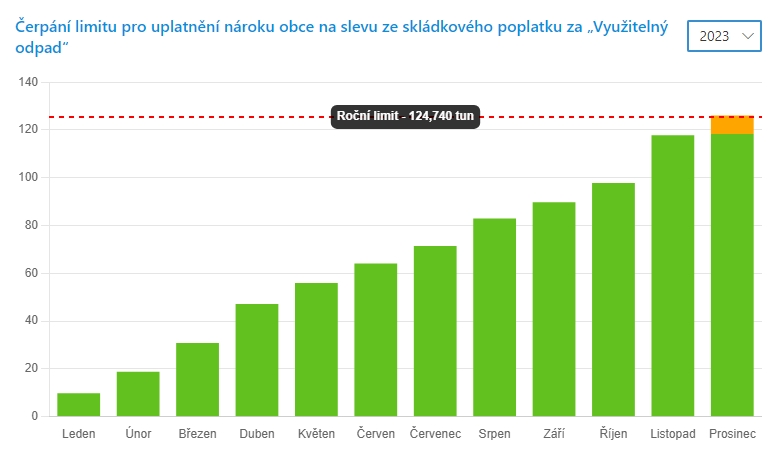 Čerpání limitu pro uplatnění nároku obce na slevu ze skládkového poplatku za „Využitelný
odpad“
2023
140
Roční limit - 124,740 tun
120
100
80
60
40
20
0
Leden Únor Březen Duben Květen Červen Červenec Srpen Září Říjen Listopad Prosinec